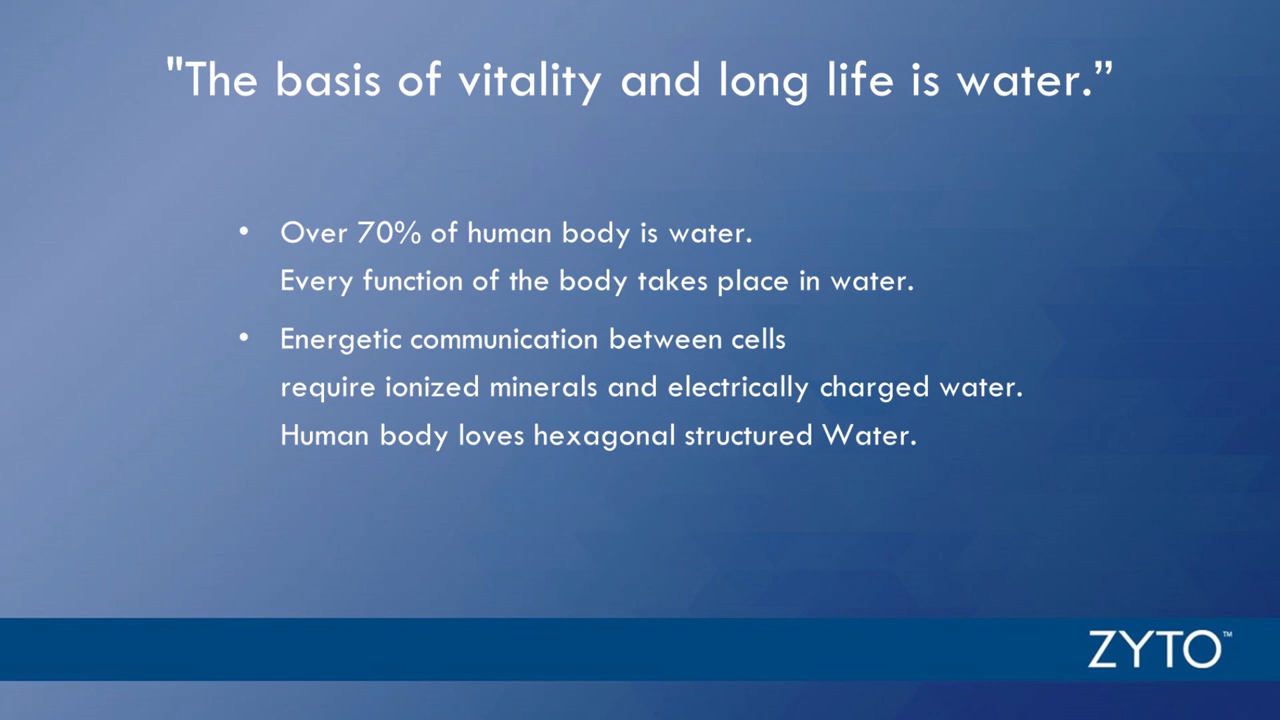 "The basis of vitality and long life is water.”
• Over 70% of human body is water.
Every function of the body takes place in water.
• Energetic communication between cells
require ionized minerals and electrically charged water.
Human body loves hexagonal structured Water.
ZYTO™